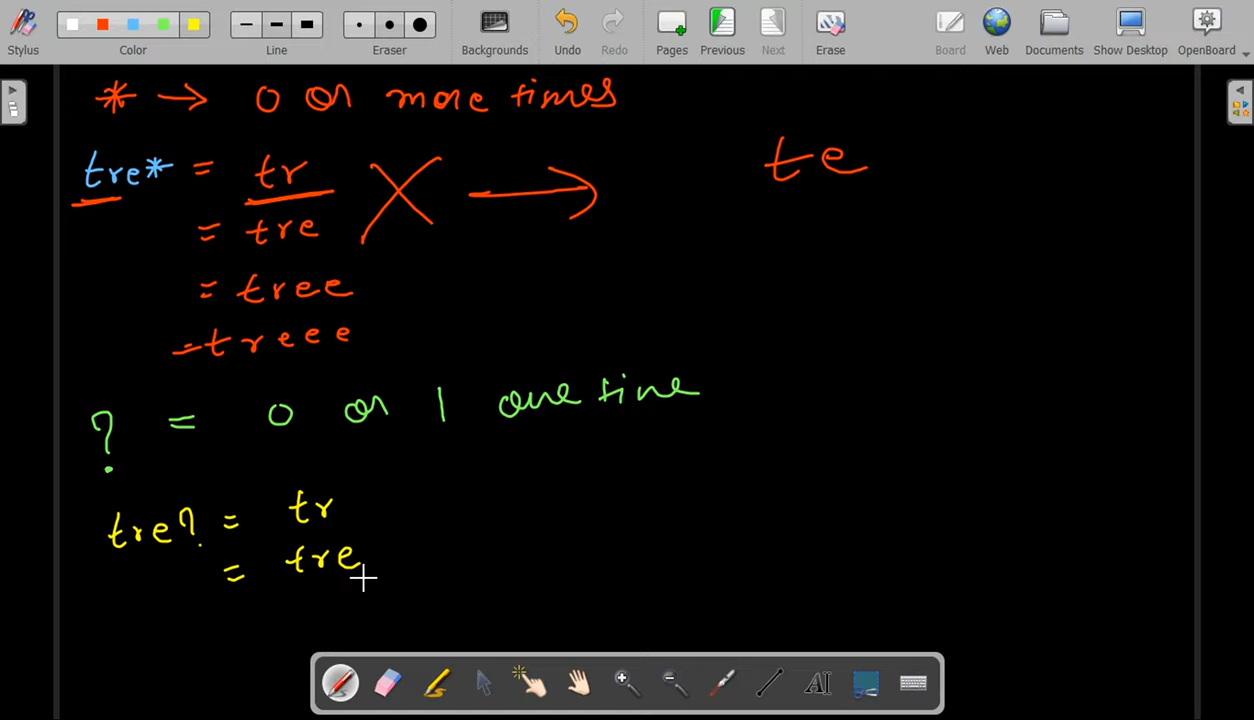 Stylus Color Line Eraser Backgrounds Undo Redo Pages Previous Next Erase Board Web Documents Show Desktop OpenBoard
* → 0 or more times
tre* = tr → te
= tre
= tree
= treee
? = 0 or 1 one time
tre? = tr
= tre
AI